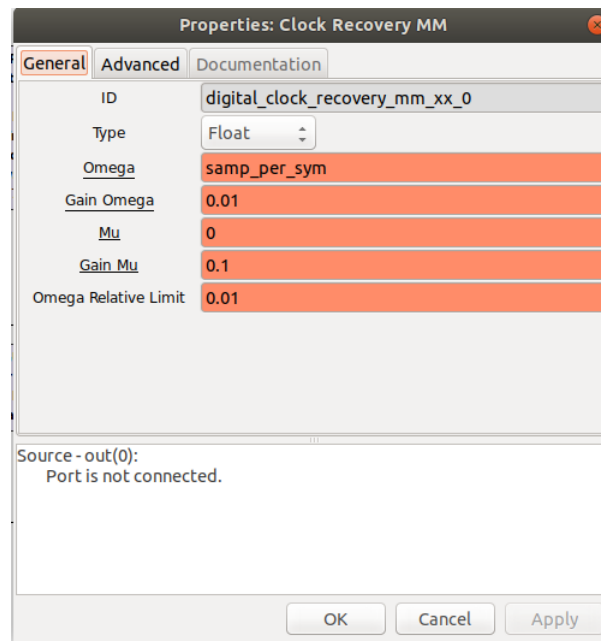 Properties: Clock Recovery MM
General Advanced Documentation
ID digital_clock_recovery_mm_xx_0
Type Float
Omega samp_per_sym
Gain Omega 0.01
Mu 0
Gain Mu 0.1
Omega Relative Limit 0.01
Source - out(0):
Port is not connected.
OK Cancel Apply